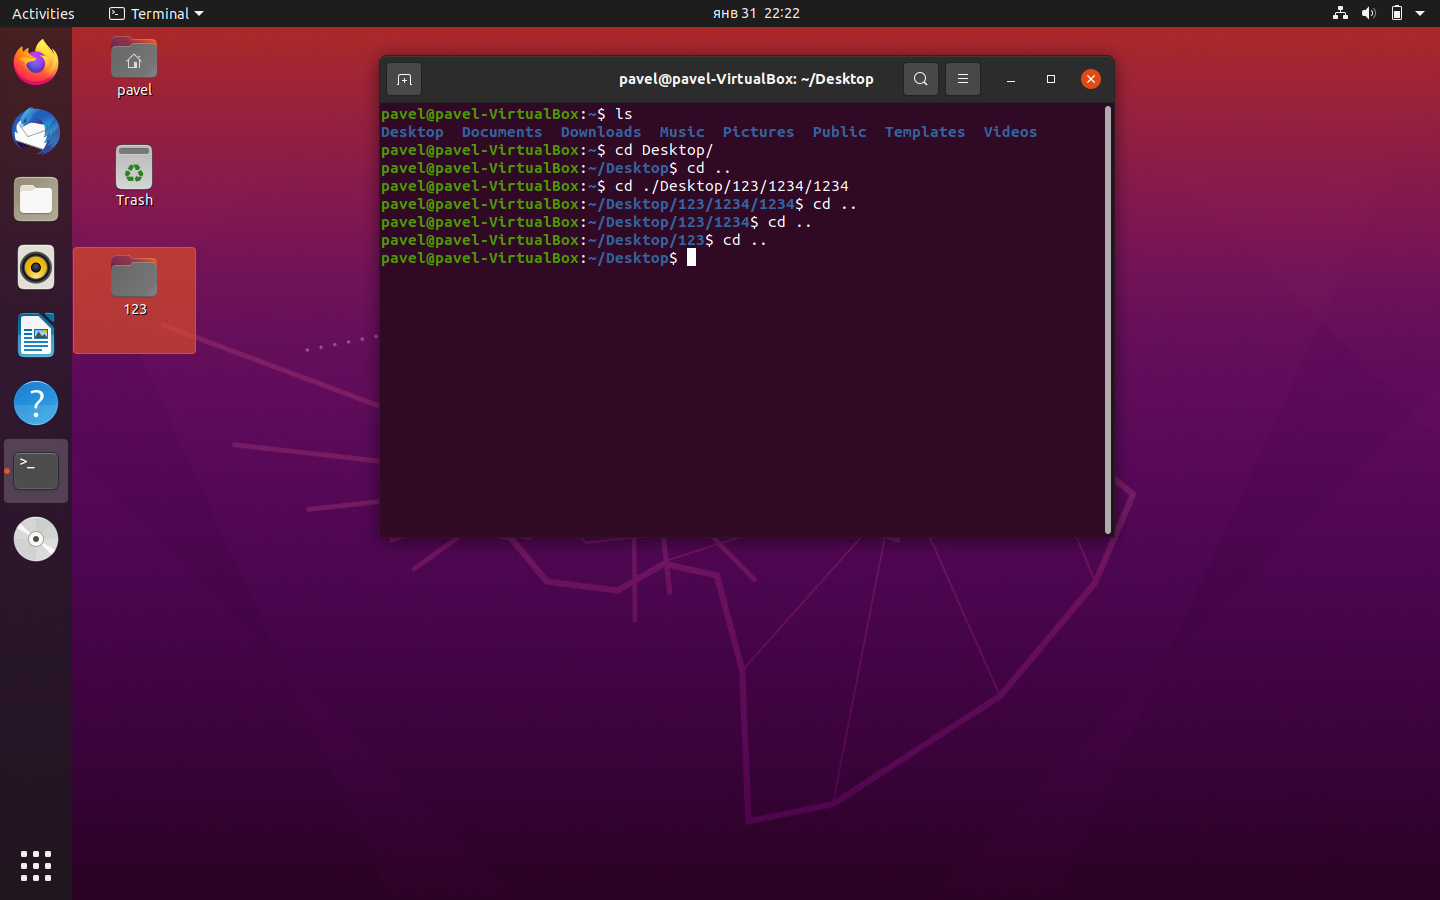 Activities Terminal янв 31 22:22
pavel
Trash
123
pavel@pavel-VirtualBox: ~/Desktop
pavel@pavel-VirtualBox:~$ ls
Desktop Documents Downloads Music Pictures Public Templates Videos
pavel@pavel-VirtualBox:~$ cd Desktop/
pavel@pavel-VirtualBox:~/Desktop$ cd ..
pavel@pavel-VirtualBox:~$ cd ./Desktop/123/1234/1234
pavel@pavel-VirtualBox:~/Desktop/123/1234/1234$ cd ..
pavel@pavel-VirtualBox:~/Desktop/123/1234$ cd ..
pavel@pavel-VirtualBox:~/Desktop/123$ cd ..
pavel@pavel-VirtualBox:~/Desktop$